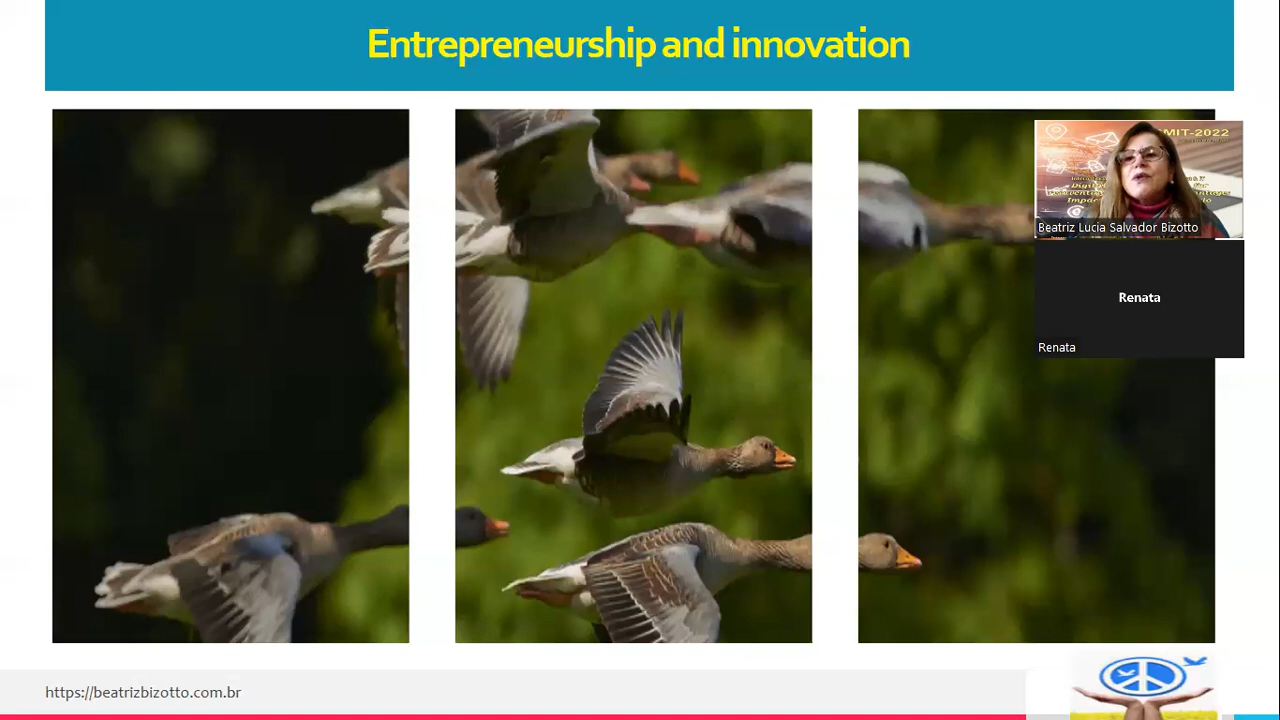 Entrepreneurship and innovation
MIT-2022
Beatriz Lucia Salvador Bizotto
Renata
Renata
https://beatrizbizotto.com.br